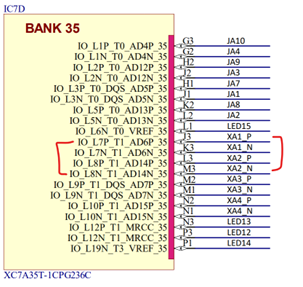 IC7D
BANK 35
IO_L1P_T0_AD4P_35 G3 JA10
IO_L1N_T0_AD4N_35 G2 JA4
IO_L2P_T0_AD12P_35 H2 JA9
IO_L2N_T0_AD12N_35 J2 JA3
IO_L3P_T0_DQS_AD5P_35 H1 JA7
IO_L3N_T0_DQS_AD5N_35 J1 JA1
IO_L5P_T0_AD13P_35 K2 JA8
IO_L5N_T0_AD13N_35 L2 JA2
IO_L6N_T0_VREF_35 L1 LED15
IO_L7P_T1_AD6P_35 J3 XA1_P
IO_L7N_T1_AD6N_35 K3 XA1_N
IO_L8P_T1_AD14P_35 L3 XA2_P
IO_L8N_T1_AD14N_35 M3 XA2_N
IO_L9P_T1_DQS_AD7P_35 M2 XA3_P
IO_L9N_T1_DQS_AD7N_35 M1 XA3_N
IO_L10P_T1_AD15P_35 N2 XA4_P
IO_L10N_T1_AD15N_35 N1 XA4_N
IO_L12P_T1_MRCC_35 N3 LED13
IO_L12N_T1_MRCC_35 P3 LED12
IO_L19N_T3_VREF_35 P1 LED14
XC7A35T-1CPG236C